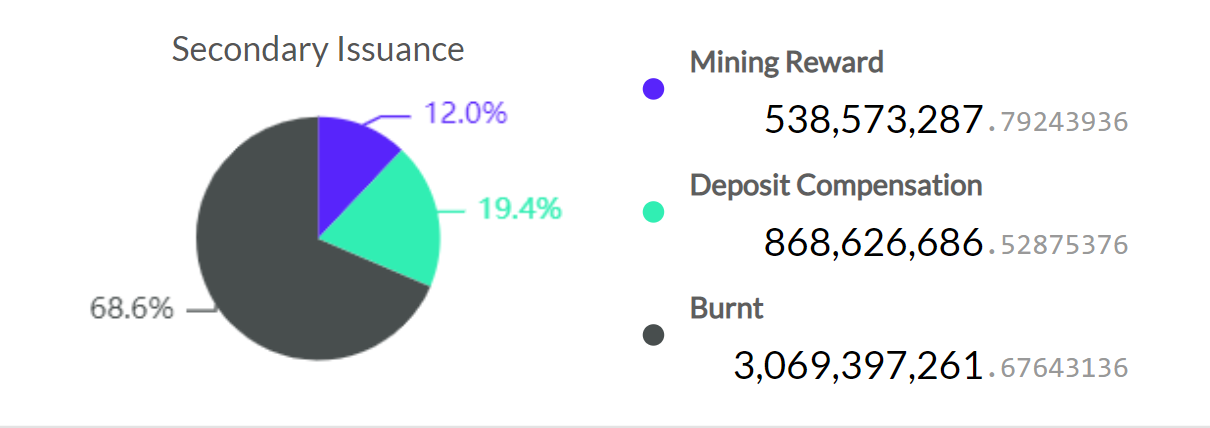 Secondary Issuance
12.0%
19.4%
68.6%
Mining Reward
538,573,287.79243936
Deposit Compensation
868,626,686.52875376
Burnt
3,069,397,261.67643136